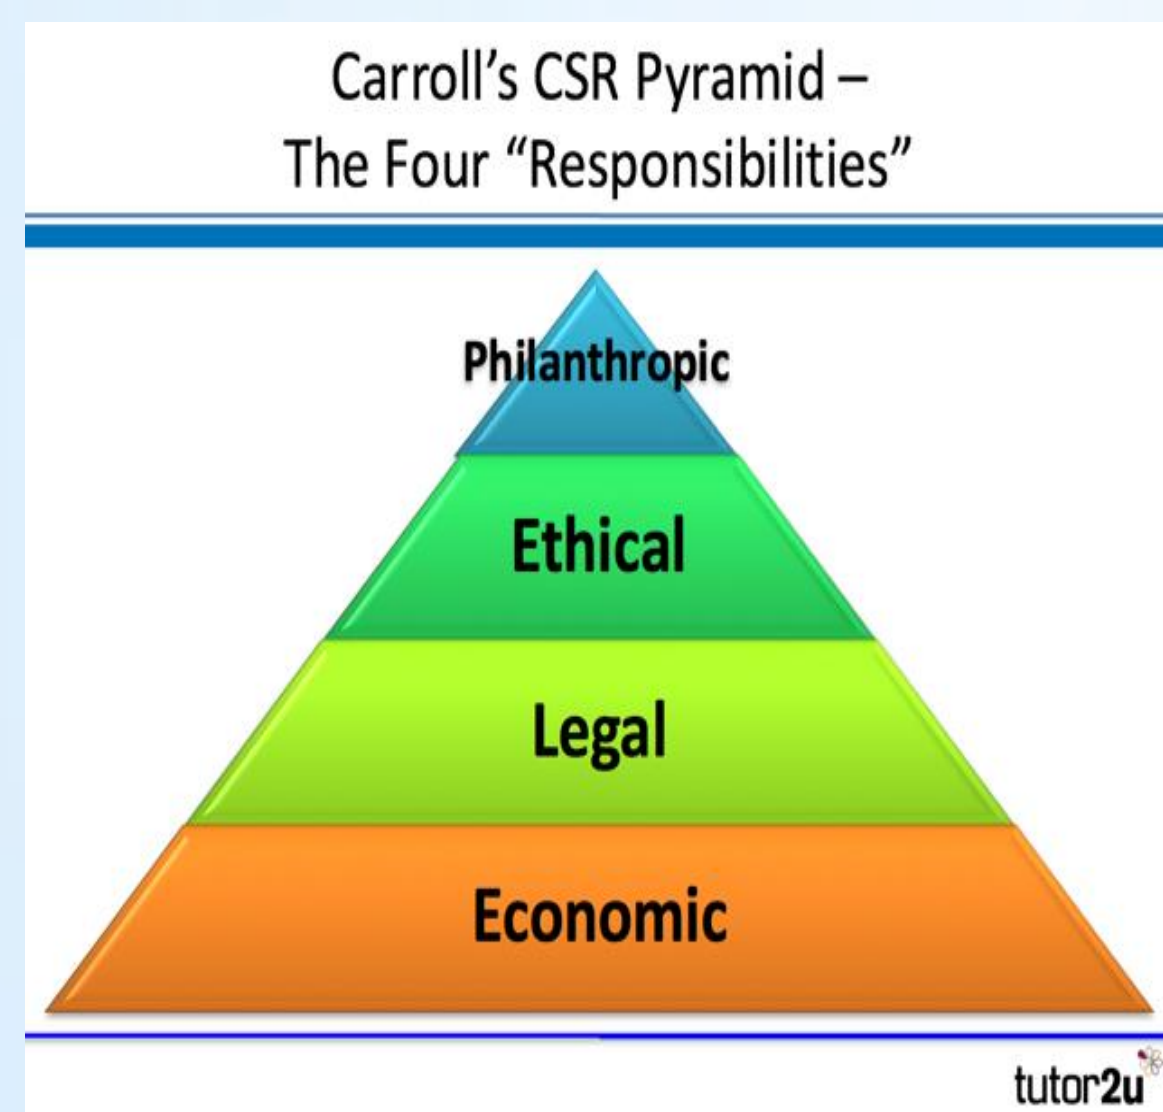 Carroll’s CSR Pyramid –
The Four “Responsibilities”
Philanthropic
Ethical
Legal
Economic
tutor2u